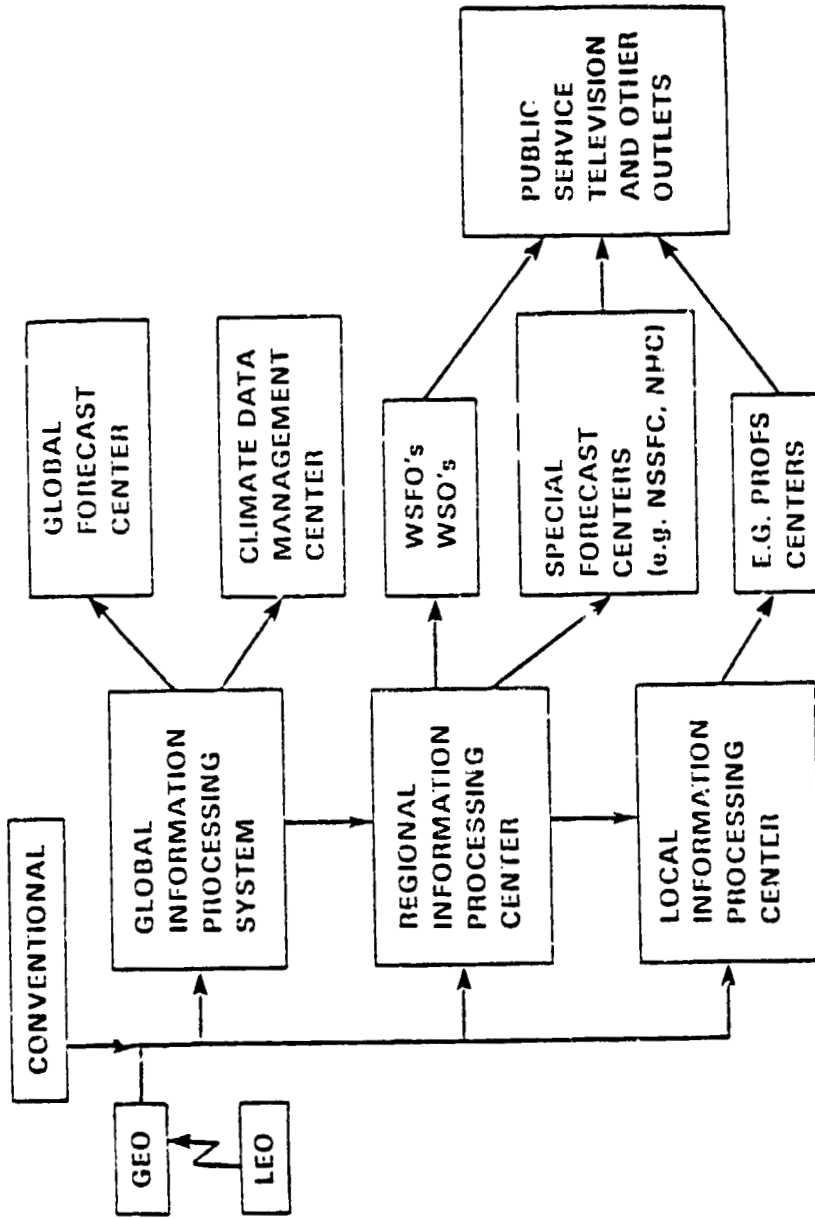 CONVENTIONAL
GEO
LEO
GLOBAL
INFORMATION
PROCESSING
SYSTEM
REGIONAL
INFORMATION
PROCESSING
CENTER
LOCAL
INFORMATION
PROCESSING
CENTER
GLOBAL
FORECAST
CENTER
CLIMATE DATA
MANAGEMENT
CENTER
WSFO's
WSO's
SPECIAL
FORECAST
CENTERS
(e.g. NSSFC, NHC)
E.G. PROFS
CENTERS
PUBLIC
SERVICE
TELEVISION
AND OTHER
OUTLETS